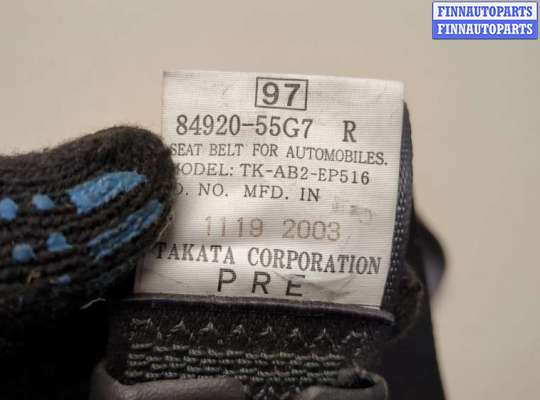 FINNAUTOPARTS
FINNAUTOPARTS
97
84920-55G7 R
SEAT BELT FOR AUTOMOBILES.
MODEL: TK-AB2-EP516
O. NO. MFD. IN
1119 2003
TAKATA CORPORATION
PRE